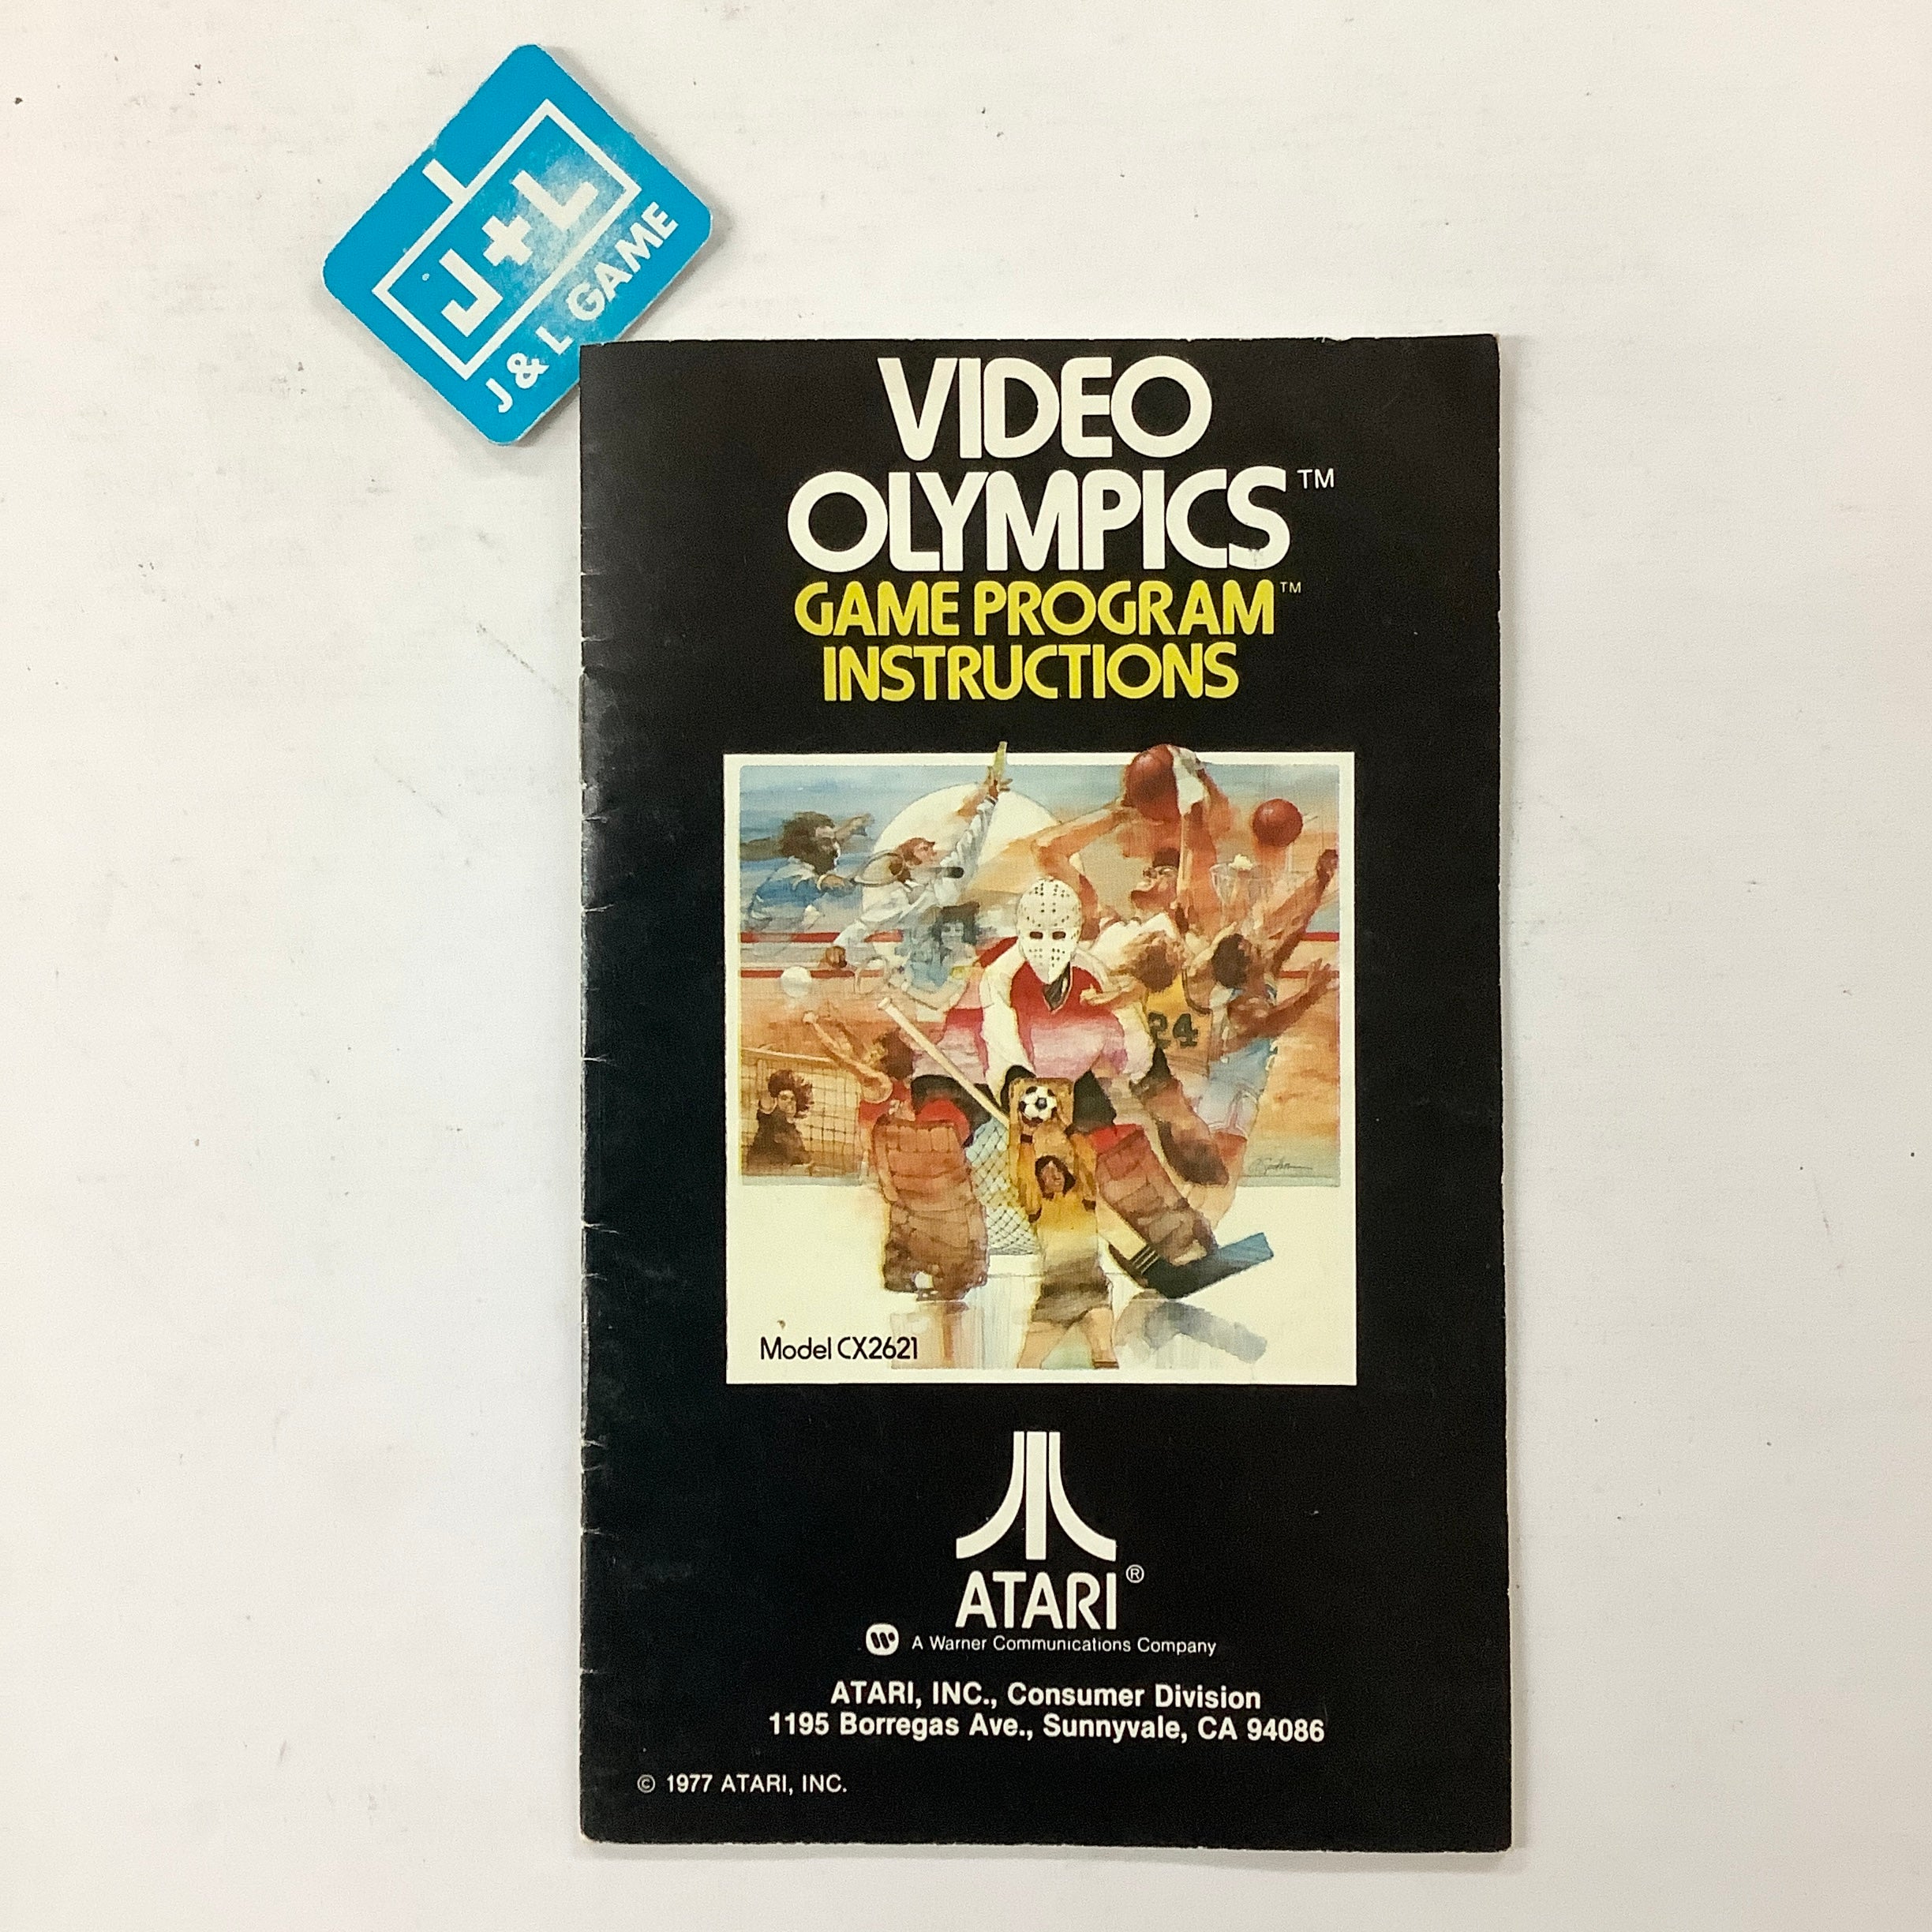 J+L
J & L GAME
VIDEO
OLYMPICS™
GAME PROGRAM™
INSTRUCTIONS
24
Model CX2621
ATARI®
A Warner Communications Company
ATARI, INC., Consumer Division
1195 Borregas Ave., Sunnyvale, CA 94086
© 1977 ATARI, INC.